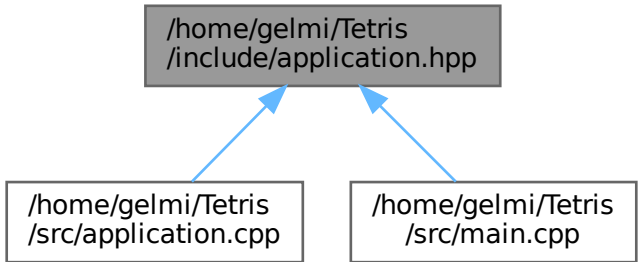 /home/gelmi/Tetris
/include/application.hpp
/home/gelmi/Tetris
/src/application.cpp
/home/gelmi/Tetris
/src/main.cpp